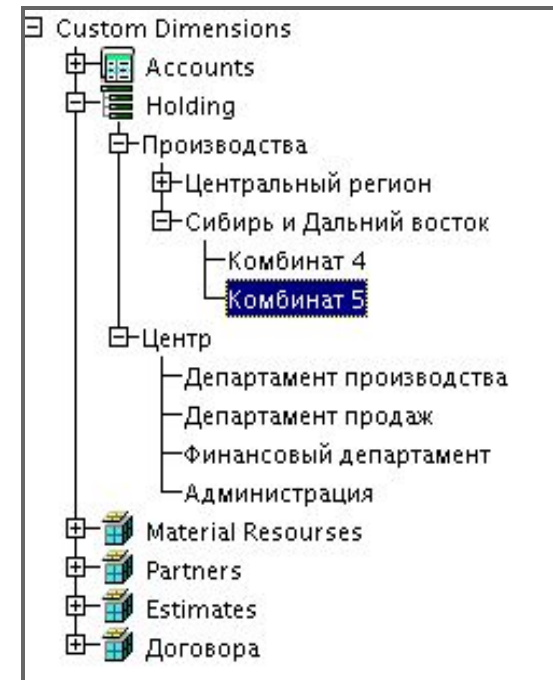 Custom Dimensions
Accounts
Holding
Производства
Центральный регион
Сибирь и Дальний восток
Комбинат 4
Комбинат 5
Центр
Департамент производства
Департамент продаж
Финансовый департамент
Администрация
Material Resourses
Partners
Estimates
Договора